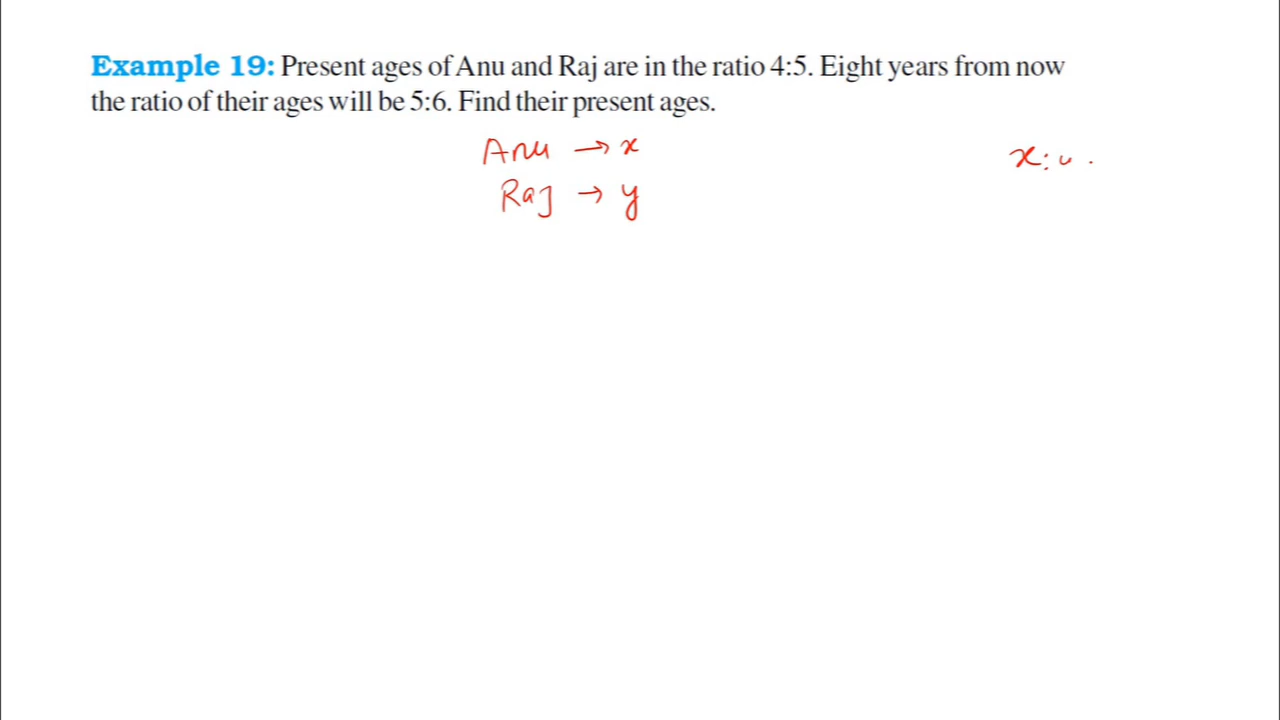 Example 19: Present ages of Anu and Raj are in the ratio 4:5. Eight years from now
the ratio of their ages will be 5:6. Find their present ages.
Anu → x
x:
Raj → y